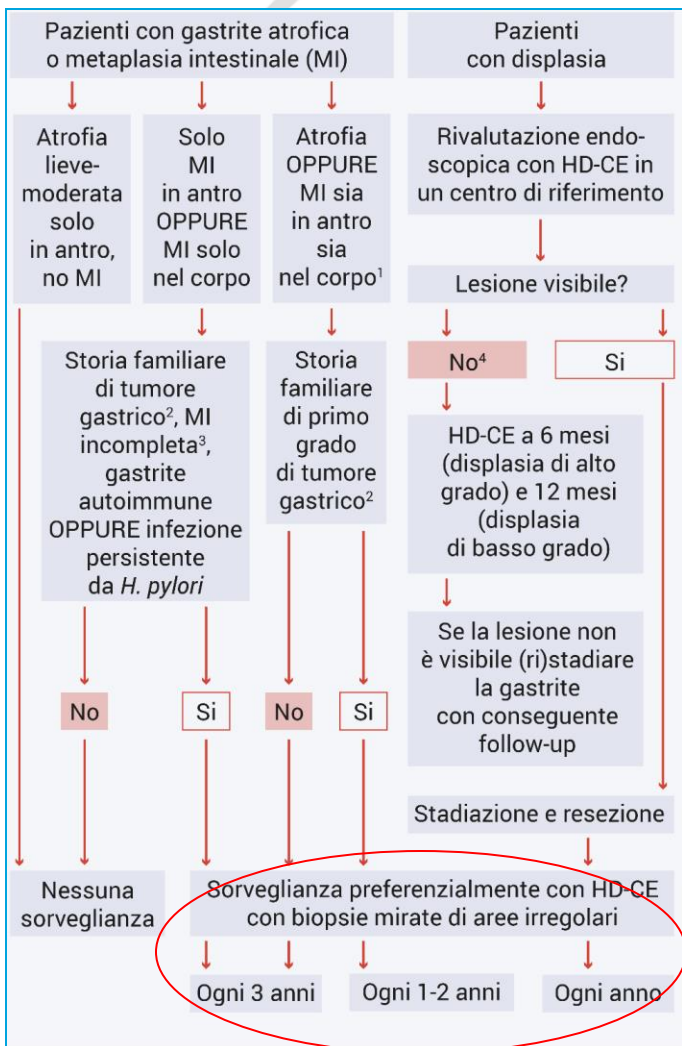 Pazienti con gastrite atrofica
o metaplasia intestinale (MI)
Pazienti
con displasia
Atrofia
lieve-
moderata
solo
in antro,
no MI
Solo
MI
in antro
OPPURE
MI solo
nel corpo
Atrofia
OPPURE
MI sia
in antro
sia
nel corpo¹
Rivalutazione endo-
scopica con HD-CE in
un centro di riferimento
Lesione visibile?
No⁴
Si
Storia familiare
di tumore
gastrico², MI
incompleta³,
gastrite
autoimmune
OPPURE infezione
persistente
da H. pylori
Storia
familiare
di primo
grado
di tumore
gastrico²
HD-CE a 6 mesi
(displasia di alto
grado) e 12 mesi
(displasia
di basso grado)
Se la lesione non
è visibile (ri)stadiare
la gastrite
con conseguente
follow-up
No
Si
No
Si
Stadiazione e resezione
Nessuna
sorveglianza
Sorveglianza preferenzialmente con HD-CE
con biopsie mirate di aree irregolari
Ogni 3 anni
Ogni 1-2 anni
Ogni anno